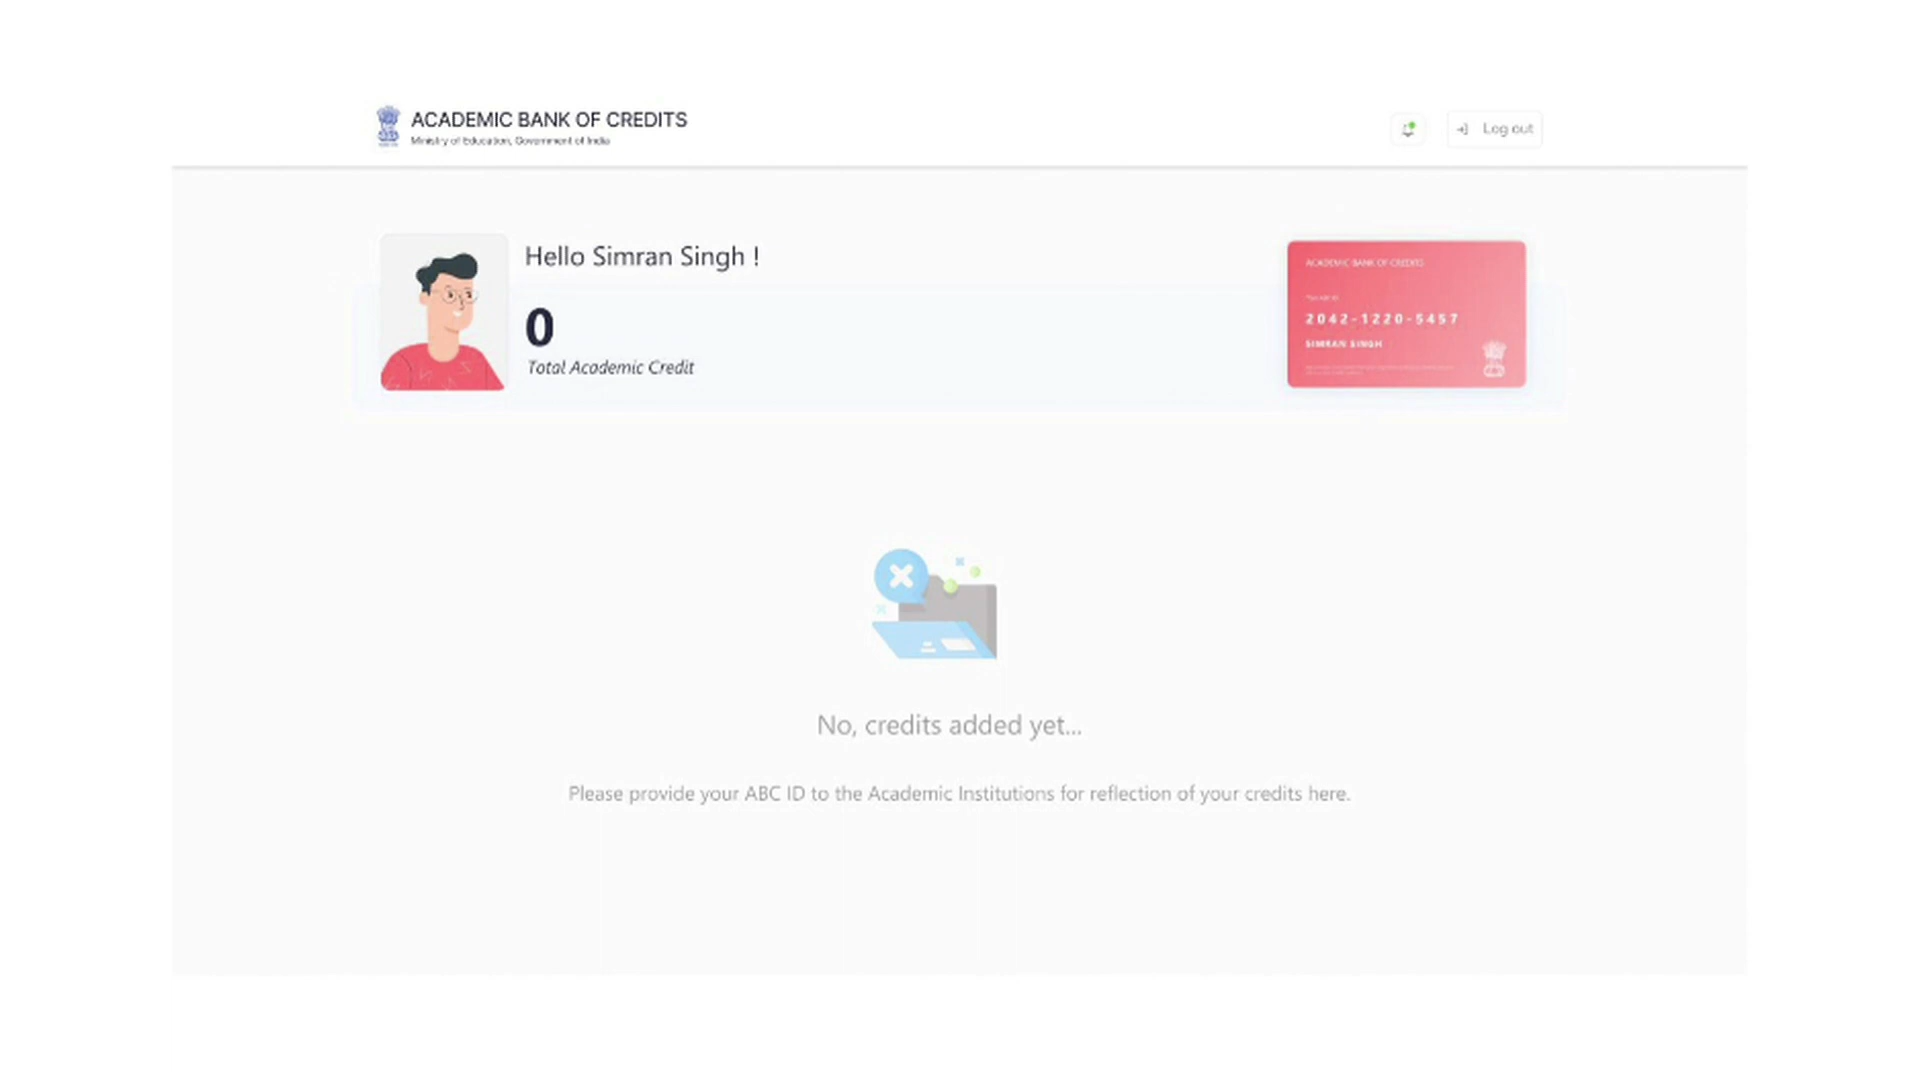 ACADEMIC BANK OF CREDITS
Ministry of Education, Government of India
Log out
Hello Simran Singh !
0
Total Academic Credit
ACADEMIC BANK OF CREDITS
2042-1220-5457
SIMRAN SINGH
No, credits added yet...
Please provide your ABC ID to the Academic Institutions for reflection of your credits here.